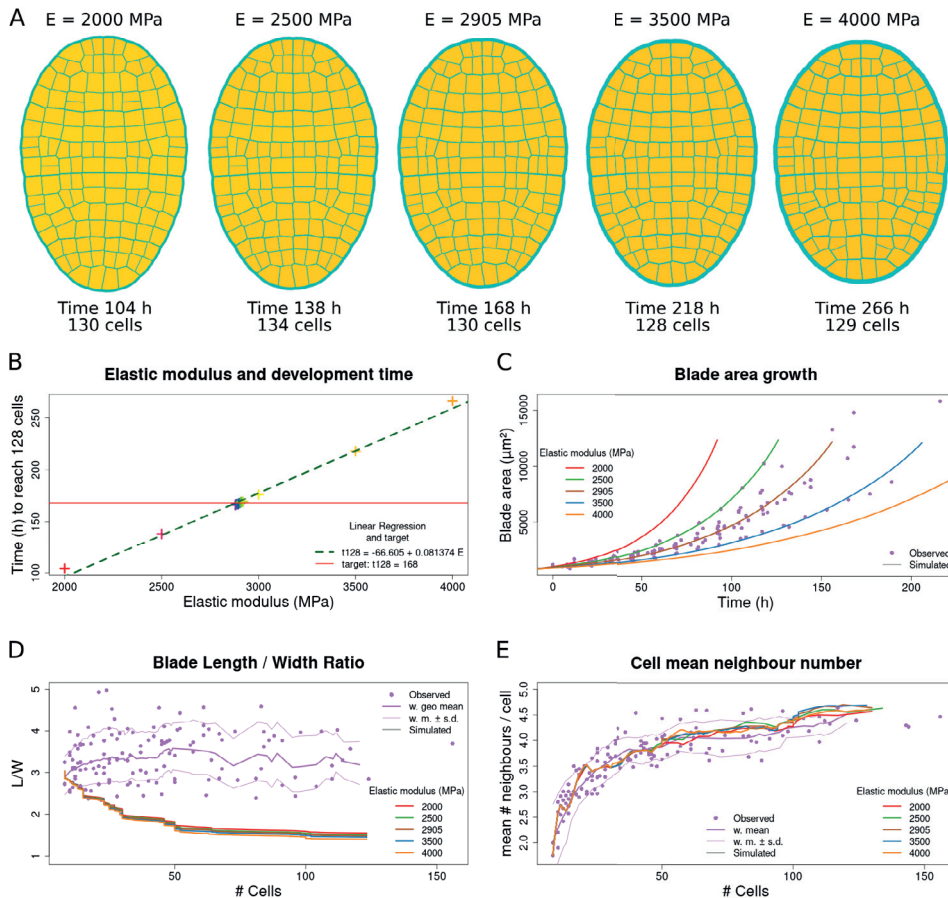 A
E = 2000 MPa
E = 2500 MPa
E = 2905 MPa
E = 3500 MPa
E = 4000 MPa
Time 104 h
130 cells
Time 138 h
134 cells
Time 168 h
130 cells
Time 218 h
128 cells
Time 266 h
129 cells
B
Elastic modulus and development time
Time (h) to reach 128 cells
250
200
150
100
Linear Regression
and target
t128 = -66.605 + 0.081374 E
target: t128 = 168
2000
2500
3000
3500
4000
Elastic modulus (MPa)
C
Blade area growth
Blade area (µm²)
15000
10000
5000
Elastic modulus (MPa)
2000
2500
2905
3500
4000
Observed
Simulated
0
50
100
150
200
Time (h)
D
Blade Length / Width Ratio
L/W
5
4
3
2
1
Observed
w. geo mean
w. m. ± s.d.
Simulated
Elastic modulus (MPa)
2000
2500
2905
3500
4000
50
100
150
# Cells
E
Cell mean neighbour number
mean # neighbours / cell
5.0
4.5
4.0
3.5
3.0
2.5
2.0
Observed
w. mean
w. m. ± s.d.
Simulated
Elastic modulus (MPa)
2000
2500
2905
3500
4000
50
100
150
# Cells